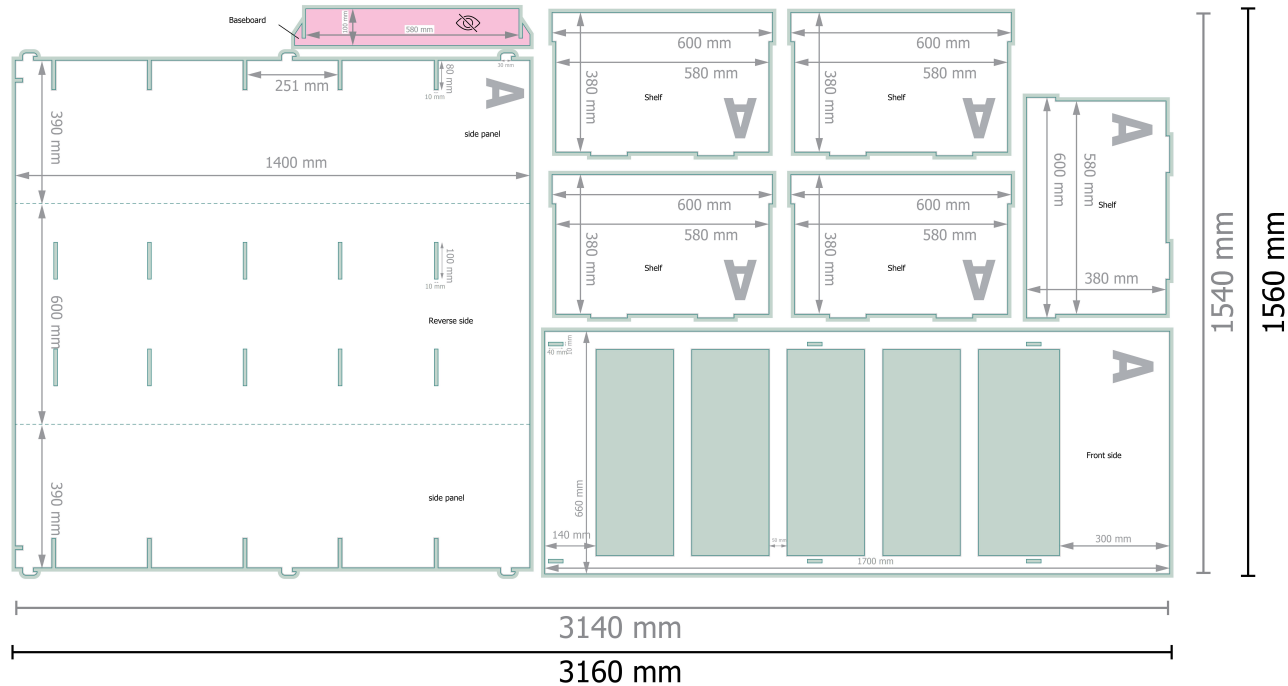 Baseboard
100 mm
580 mm
251 mm
80 mm
30 mm
10 mm
A
side panel
390 mm
1400 mm
600 mm
100 mm
10 mm
Reverse side
390 mm
side panel
600 mm
580 mm
380 mm
Shelf
A
600 mm
580 mm
380 mm
Shelf
A
600 mm
580 mm
380 mm
Shelf
A
600 mm
580 mm
380 mm
Shelf
A
A
600 mm
580 mm
Shelf
380 mm
40 mm
10 mm
A
Front side
660 mm
140 mm
300 mm
1700 mm
1540 mm
1560 mm
3140 mm
3160 mm